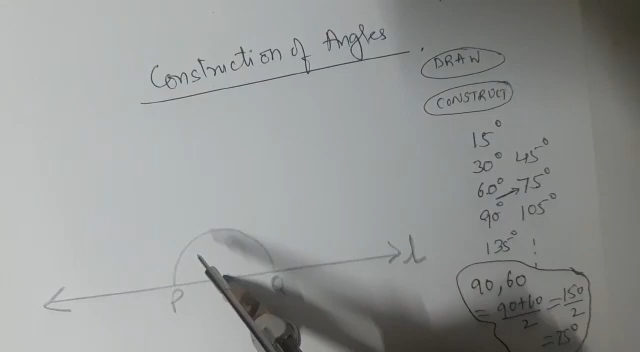 Construction of Angles.
DRAW
CONSTRUCT
15°
30° 45°
60° → 75°
90° 105°
135° !
90, 60
= 90+60/2 = 150/2
= 75°
l
P
Q